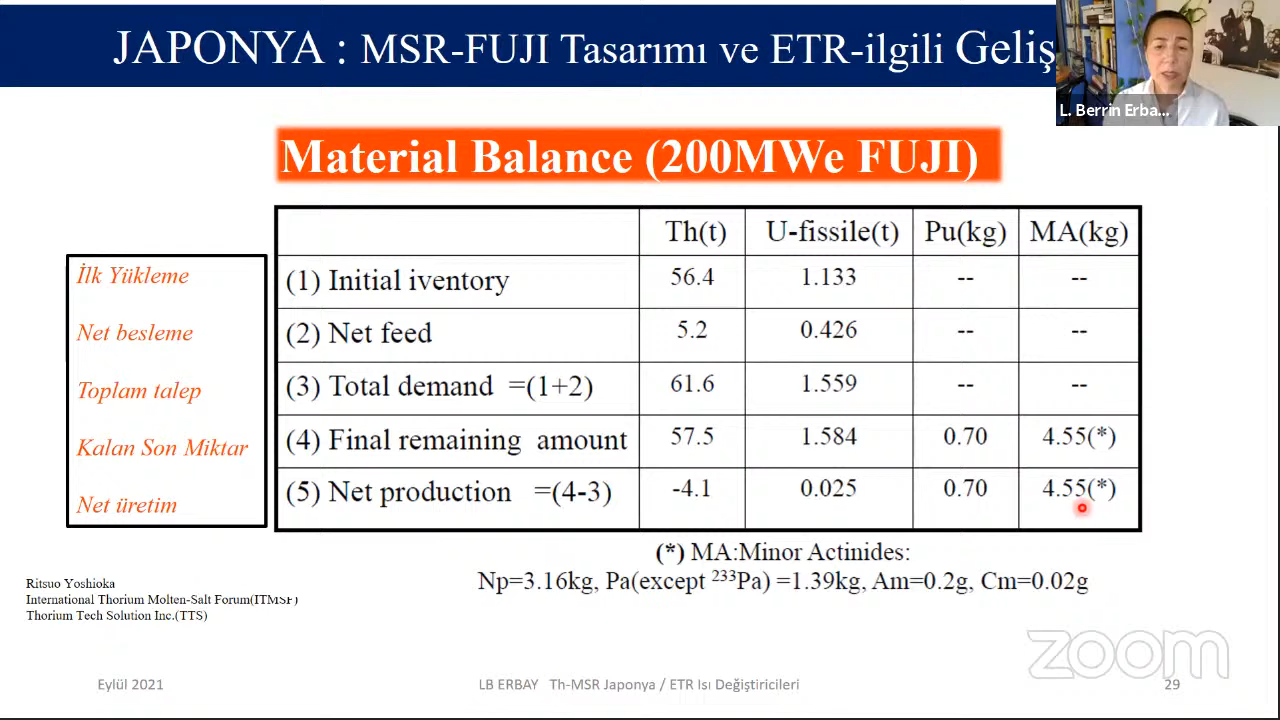 JAPONYA : MSR-FUJI Tasarımı ve ETR-ilgili Geliş
L. Berrin Erba...
Material Balance (200MWe FUJI)
Th(t) U-fissile(t) Pu(kg) MA(kg)
İlk Yükleme
(1) Initial iventory 56.4 1.133 -- --
Net besleme
(2) Net feed 5.2 0.426 -- --
Toplam talep
(3) Total demand =(1+2) 61.6 1.559 -- --
Kalan Son Miktar
(4) Final remaining amount 57.5 1.584 0.70 4.55(*)
Net üretim
(5) Net production =(4-3) -4.1 0.025 0.70 4.55(*)
(*) MA:Minor Actinides:
Np=3.16kg, Pa(except ²³³Pa) =1.39kg, Am=0.2g, Cm=0.02g
Ritsuo Yoshioka
International Thorium Molten-Salt Forum(ITMSF)
Thorium Tech Solution Inc.(TTS)
zoom
Eylül 2021
LB ERBAY Th-MSR Japonya / ETR Isı Değiştiricileri
29